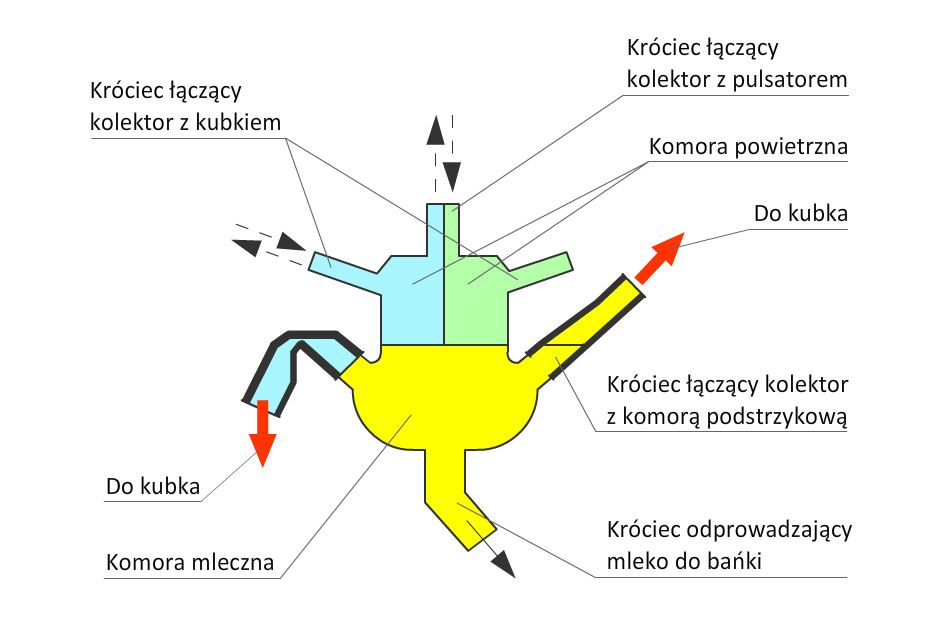 Króciec łączący
kolektor z pulsatorem
Króciec łączący
kolektor z kubkiem
Komora powietrzna
Do kubka
Króciec łączący kolektor
z komorą podstrzykową
Do kubka
Króciec odprowadzający
mleko do bańki
Komora mleczna